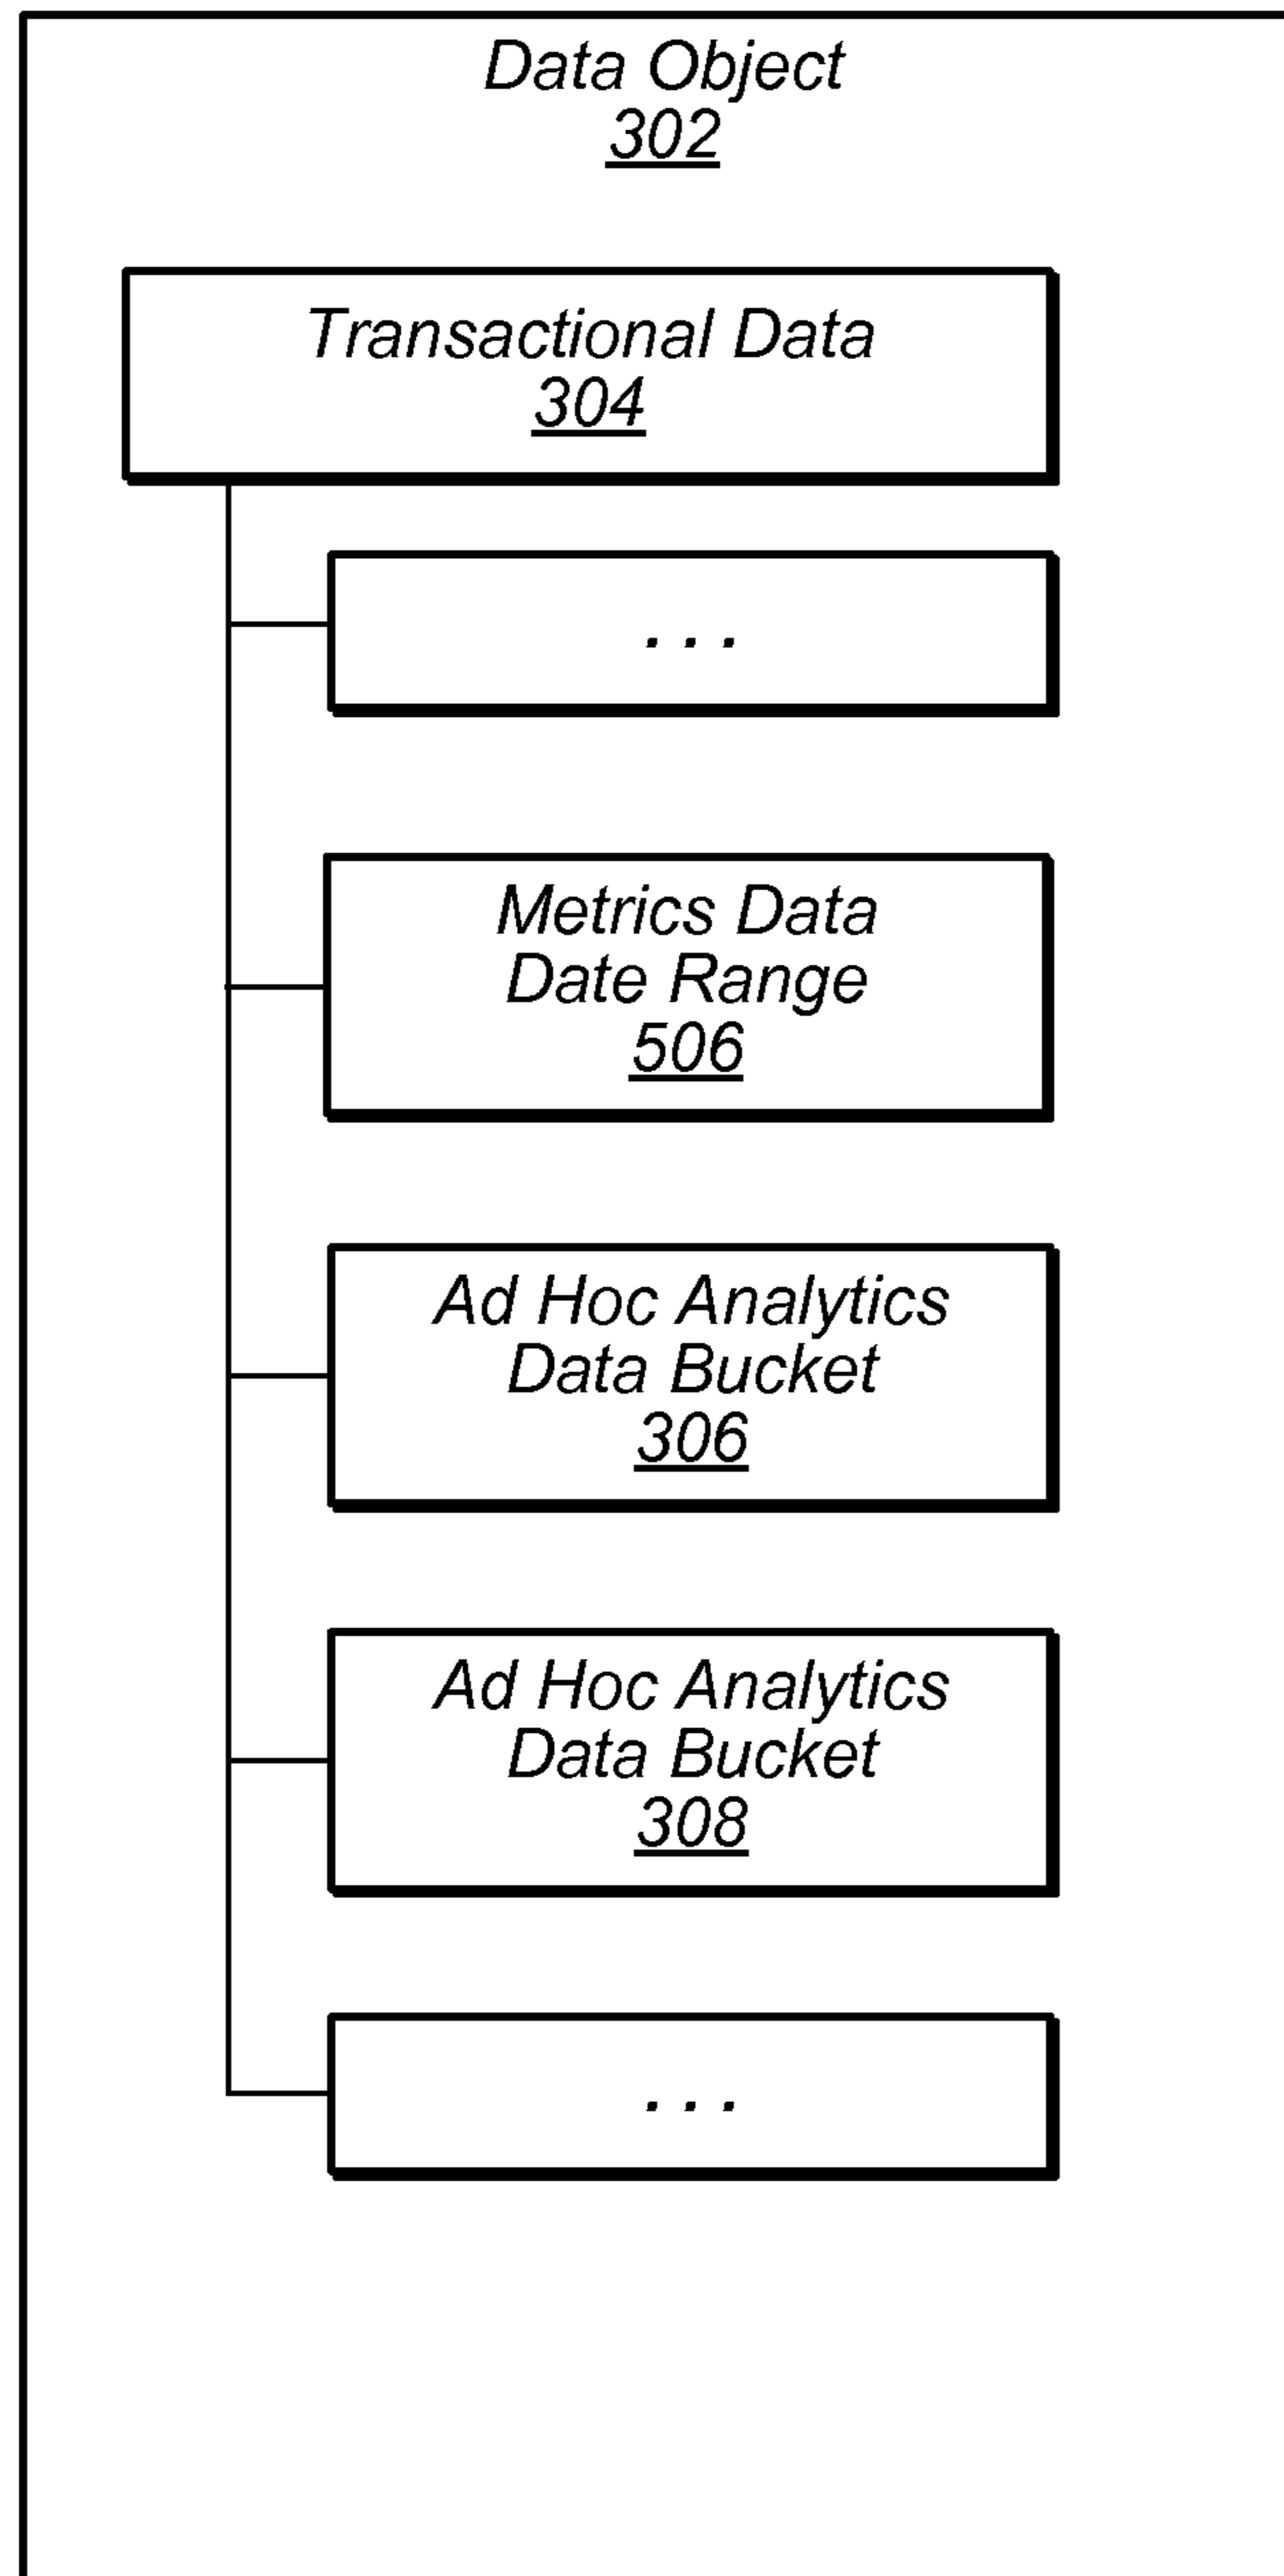 Data Object
302
Transactional Data
304
. . .
Metrics Data
Date Range
506
Ad Hoc Analytics
Data Bucket
306
Ad Hoc Analytics
Data Bucket
308
. . .